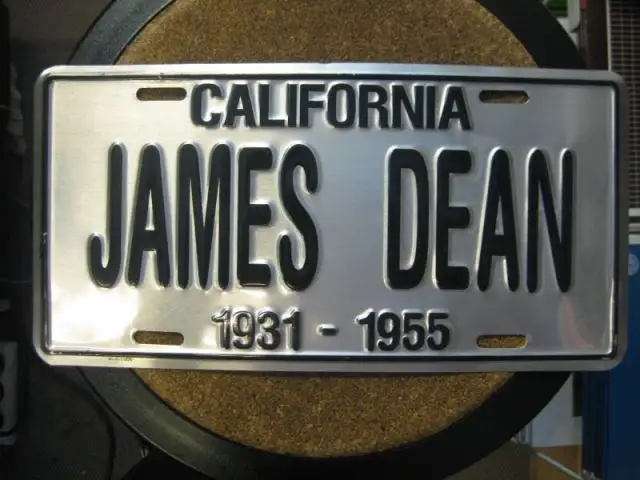 CALIFORNIA
JAMES DEAN
1931 - 1955